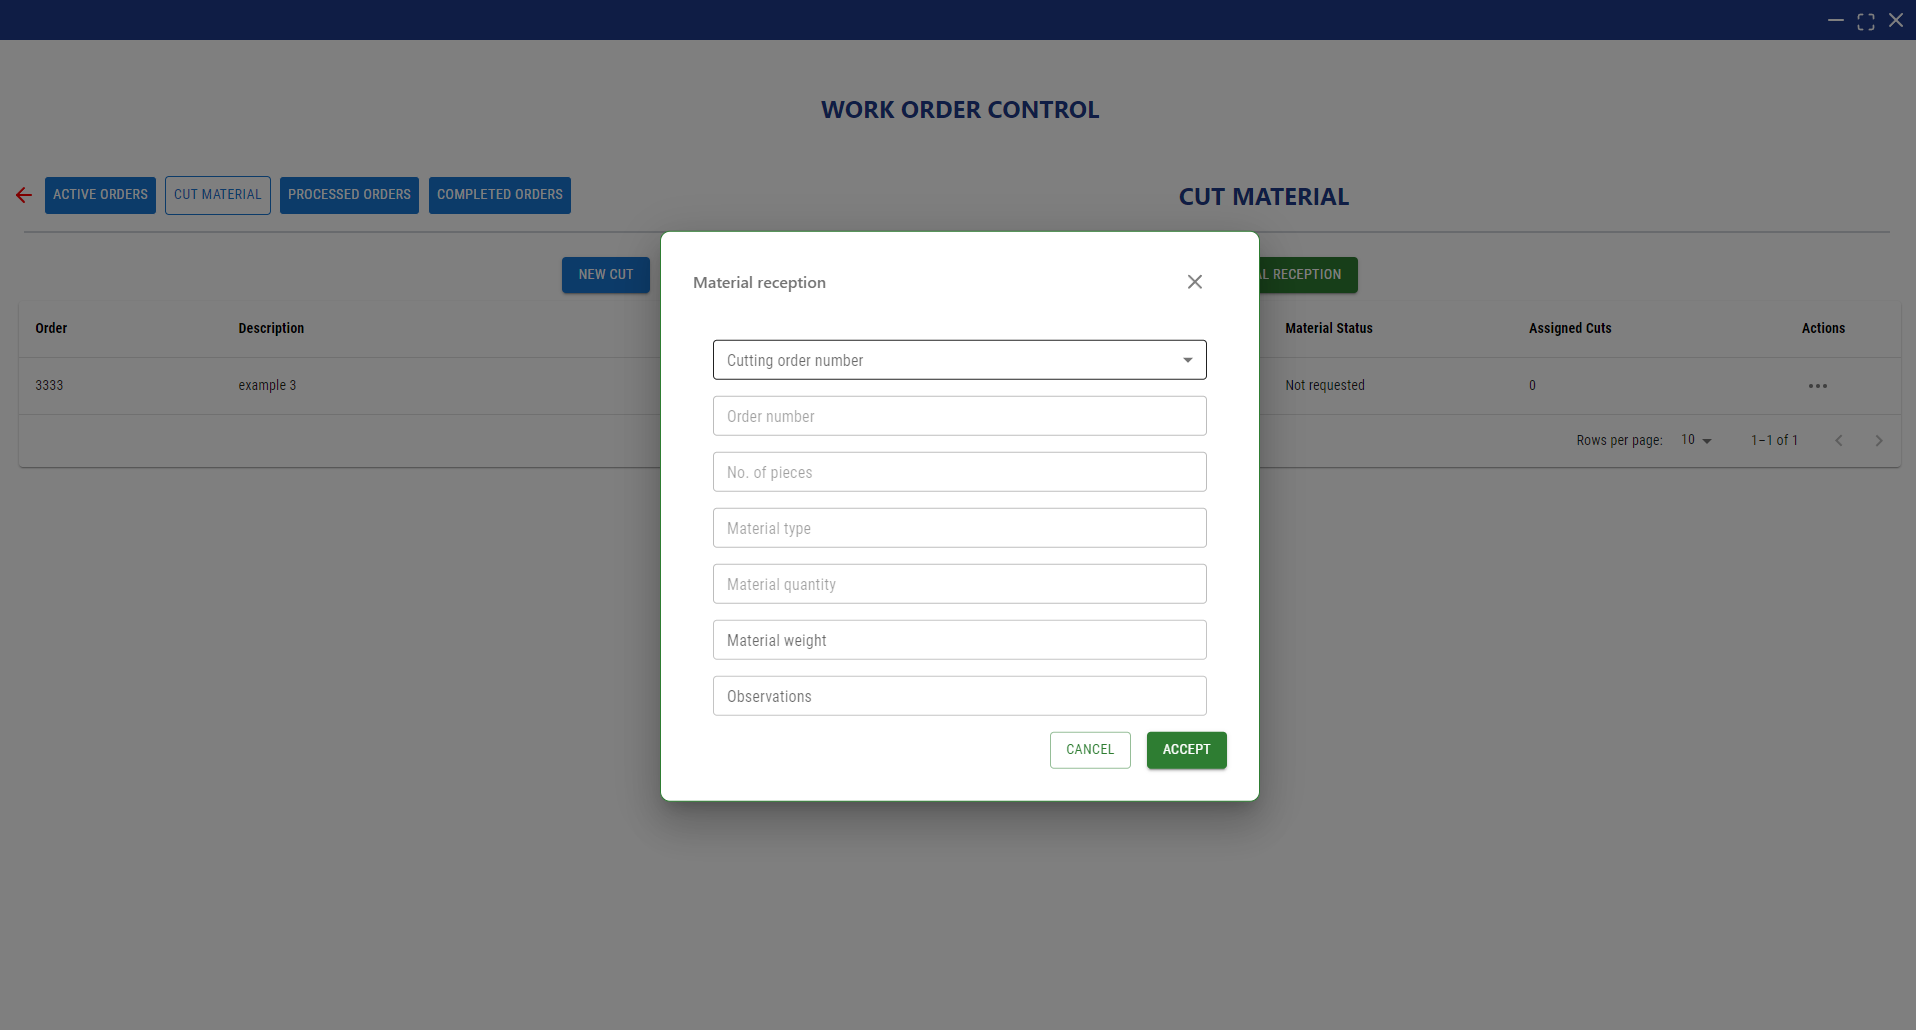 WORK ORDER CONTROL
ACTIVE ORDERS CUT MATERIAL PROCESSED ORDERS COMPLETED ORDERS CUT MATERIAL
NEW CUT RECEPTION
Order Description Material Status Assigned Cuts Actions
3333 example 3 Not requested 0
Rows per page: 10 1–1 of 1
Material reception
Cutting order number
Order number
No. of pieces
Material type
Material quantity
Material weight
Observations
CANCEL ACCEPT